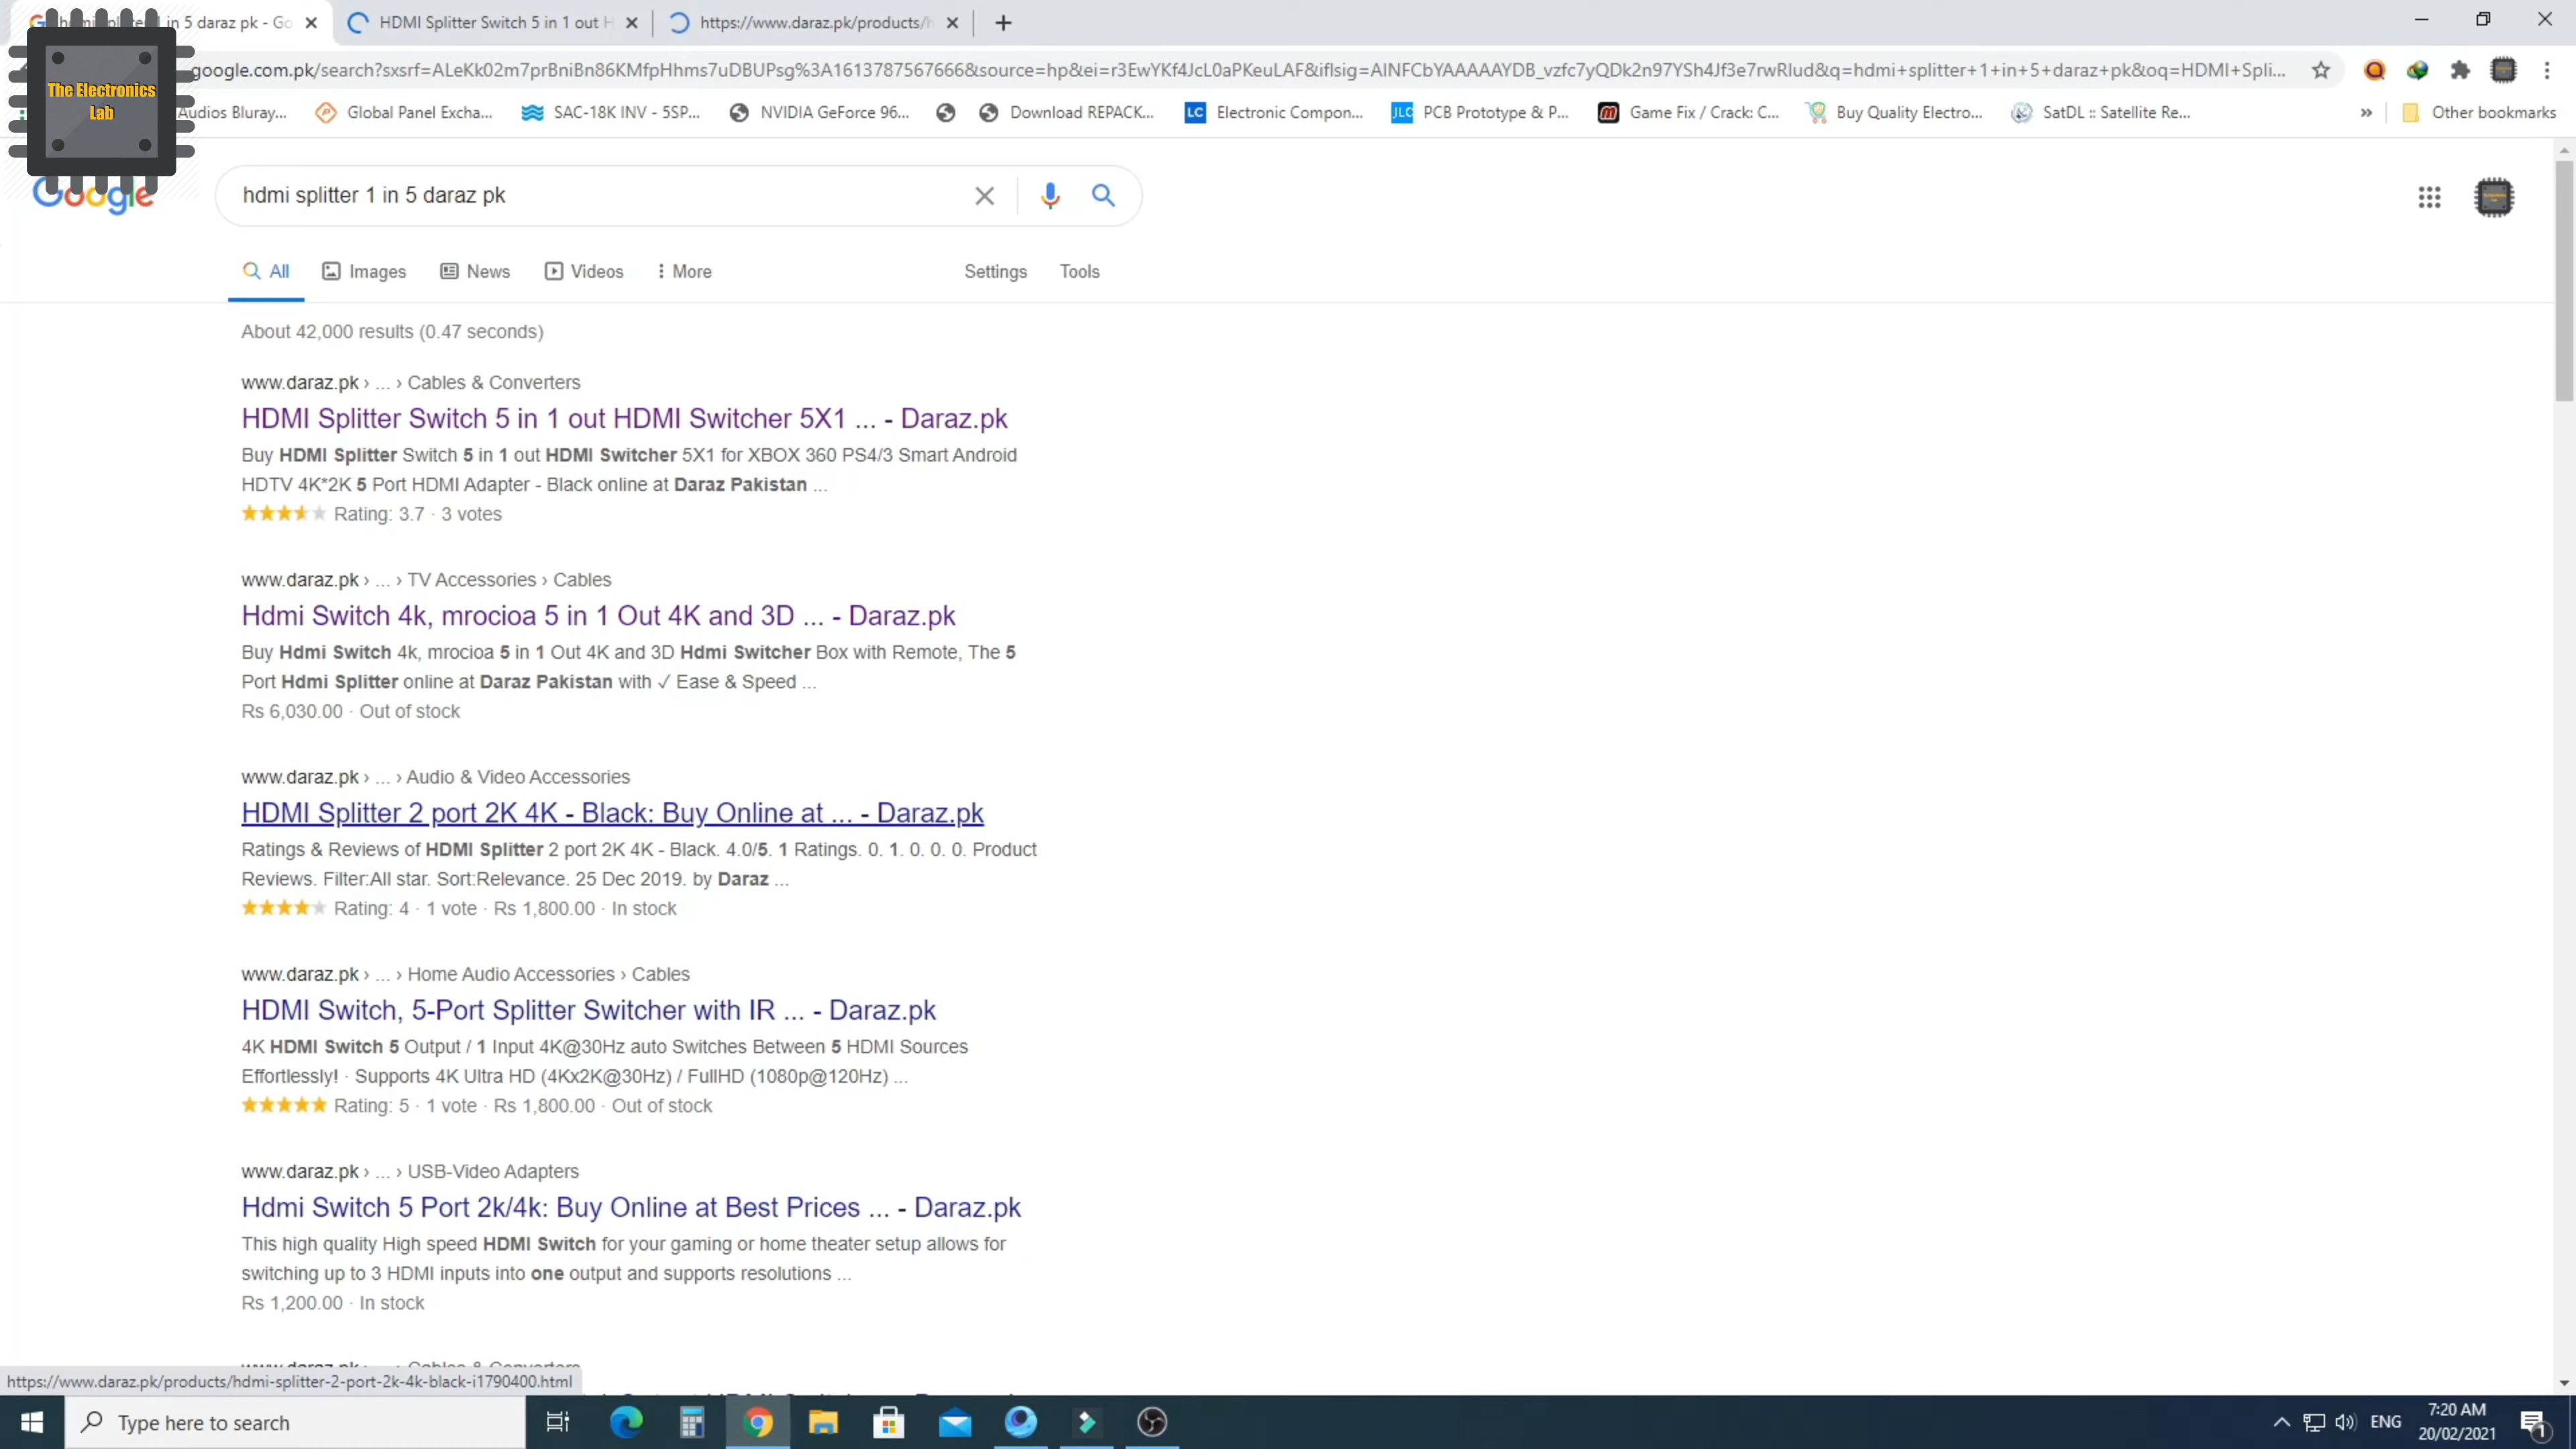 1 in 5 daraz pk - Go
HDMI Splitter Switch 5 in 1 out H
https://www.daraz.pk/products/h
The Electronics
Lab
google.com.pk/search?sxsrf=ALeKk02m7prBniBn86KMfpHhms7uDBUPsg%3A1613787567666&source=hp&ei=r3EwYKf4JcL0aPKeuLAF&iflsig=AINFCbYAAAAAYDB_vzfc7yQDk2n97YSh4Jf3e7rwRlud&q=hdmi+splitter+1+in+5+daraz+pk&oq=HDMI+Spli...
Audios Bluray...
Global Panel Excha...
SAC-18K INV - 5SP...
NVIDIA GeForce 96...
Download REPACK...
LC Electronic Compon...
JLC PCB Prototype & P...
Game Fix / Crack: C...
Buy Quality Electro...
SatDL :: Satellite Re...
»
Other bookmarks
Google
hdmi splitter 1 in 5 daraz pk
All
Images
News
Videos
More
Settings
Tools
About 42,000 results (0.47 seconds)
www.daraz.pk › ... › Cables & Converters
HDMI Splitter Switch 5 in 1 out HDMI Switcher 5X1 ... - Daraz.pk
Buy HDMI Splitter Switch 5 in 1 out HDMI Switcher 5X1 for XBOX 360 PS4/3 Smart Android
HDTV 4K*2K 5 Port HDMI Adapter - Black online at Daraz Pakistan ...
Rating: 3.7 · 3 votes
www.daraz.pk › ... › TV Accessories › Cables
Hdmi Switch 4k, mrocioa 5 in 1 Out 4K and 3D ... - Daraz.pk
Buy Hdmi Switch 4k, mrocioa 5 in 1 Out 4K and 3D Hdmi Switcher Box with Remote, The 5
Port Hdmi Splitter online at Daraz Pakistan with ✓ Ease & Speed ...
Rs 6,030.00 · Out of stock
www.daraz.pk › ... › Audio & Video Accessories
HDMI Splitter 2 port 2K 4K - Black: Buy Online at ... - Daraz.pk
Ratings & Reviews of HDMI Splitter 2 port 2K 4K - Black. 4.0/5. 1 Ratings. 0. 1. 0. 0. 0. Product
Reviews. Filter:All star. Sort:Relevance. 25 Dec 2019. by Daraz ...
Rating: 4 · 1 vote · Rs 1,800.00 · In stock
www.daraz.pk › ... › Home Audio Accessories › Cables
HDMI Switch, 5-Port Splitter Switcher with IR ... - Daraz.pk
4K HDMI Switch 5 Output / 1 Input 4K@30Hz auto Switches Between 5 HDMI Sources
Effortlessly! · Supports 4K Ultra HD (4Kx2K@30Hz) / FullHD (1080p@120Hz) ...
Rating: 5 · 1 vote · Rs 1,800.00 · Out of stock
www.daraz.pk › ... › USB-Video Adapters
Hdmi Switch 5 Port 2k/4k: Buy Online at Best Prices ... - Daraz.pk
This high quality High speed HDMI Switch for your gaming or home theater setup allows for
switching up to 3 HDMI inputs into one output and supports resolutions ...
Rs 1,200.00 · In stock
www.daraz.pk › ... › Cables & Converters
https://www.daraz.pk/products/hdmi-splitter-2-port-2k-4k-black-i1790400.html
Type here to search
ENG
7:20 AM
20/02/2021
1